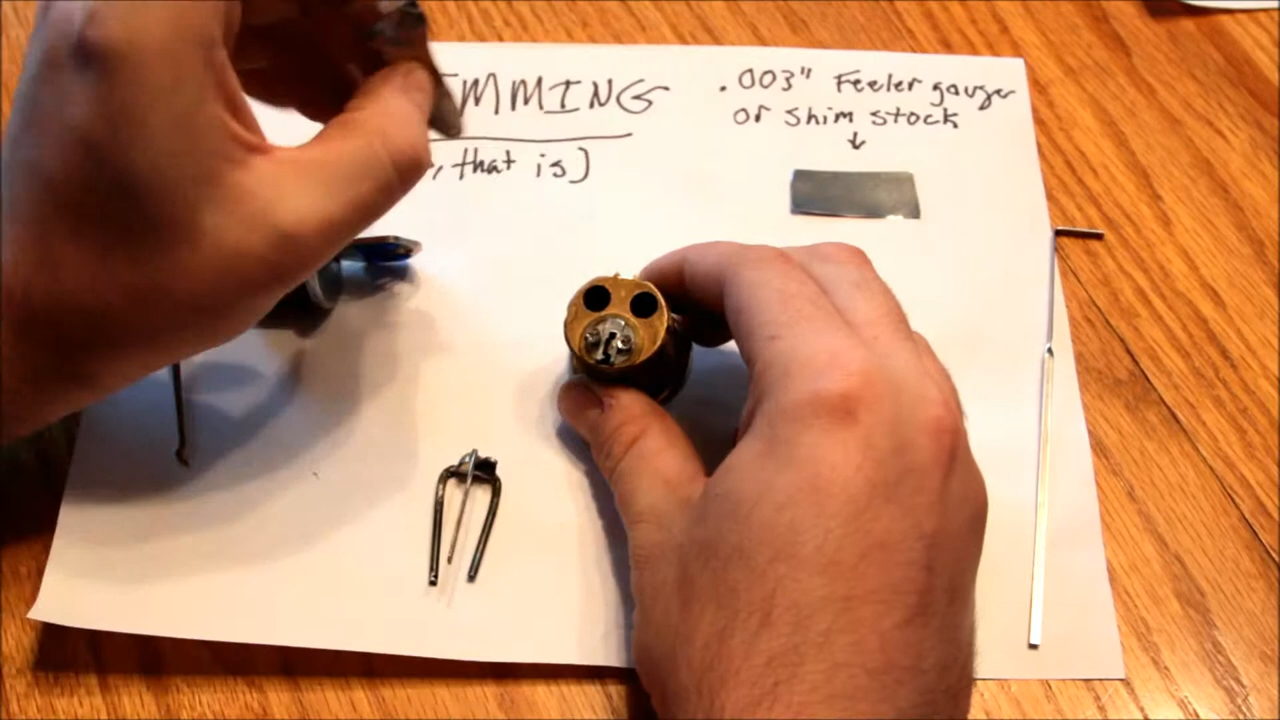 MMING
.003" Feeler gauge
or shim stock
, that is)